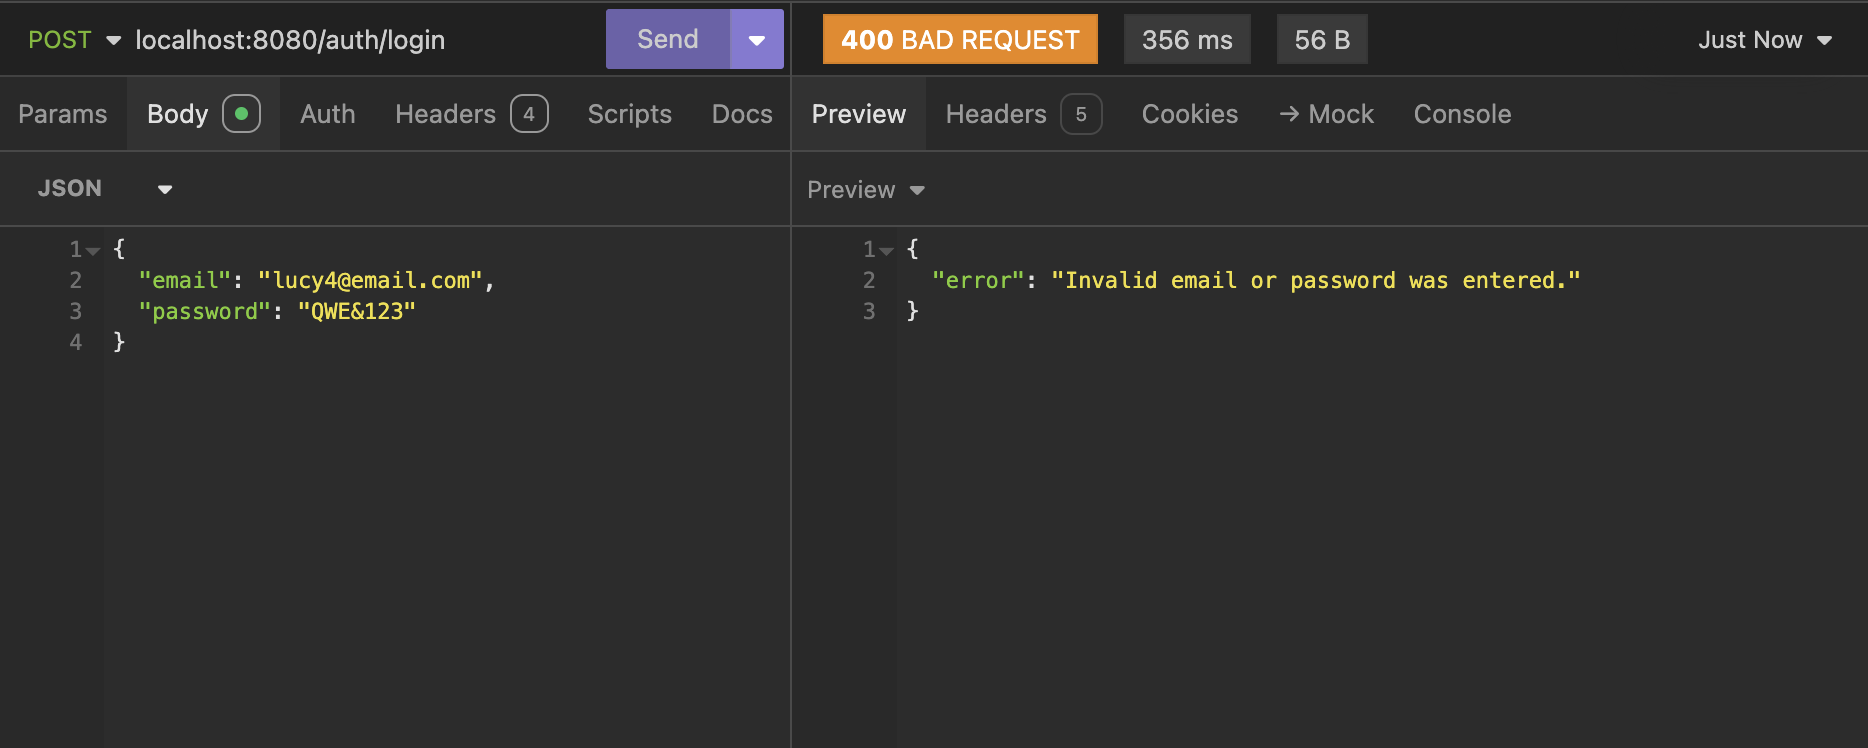 POST localhost:8080/auth/login Send
400 BAD REQUEST 356 ms 56 B Just Now
Params Body Auth Headers 4 Scripts Docs
Preview Headers 5 Cookies → Mock Console
JSON
Preview
1 {
2 "email": "lucy4@email.com",
3 "password": "QWE&123"
4 }
1 {
2 "error": "Invalid email or password was entered."
3 }